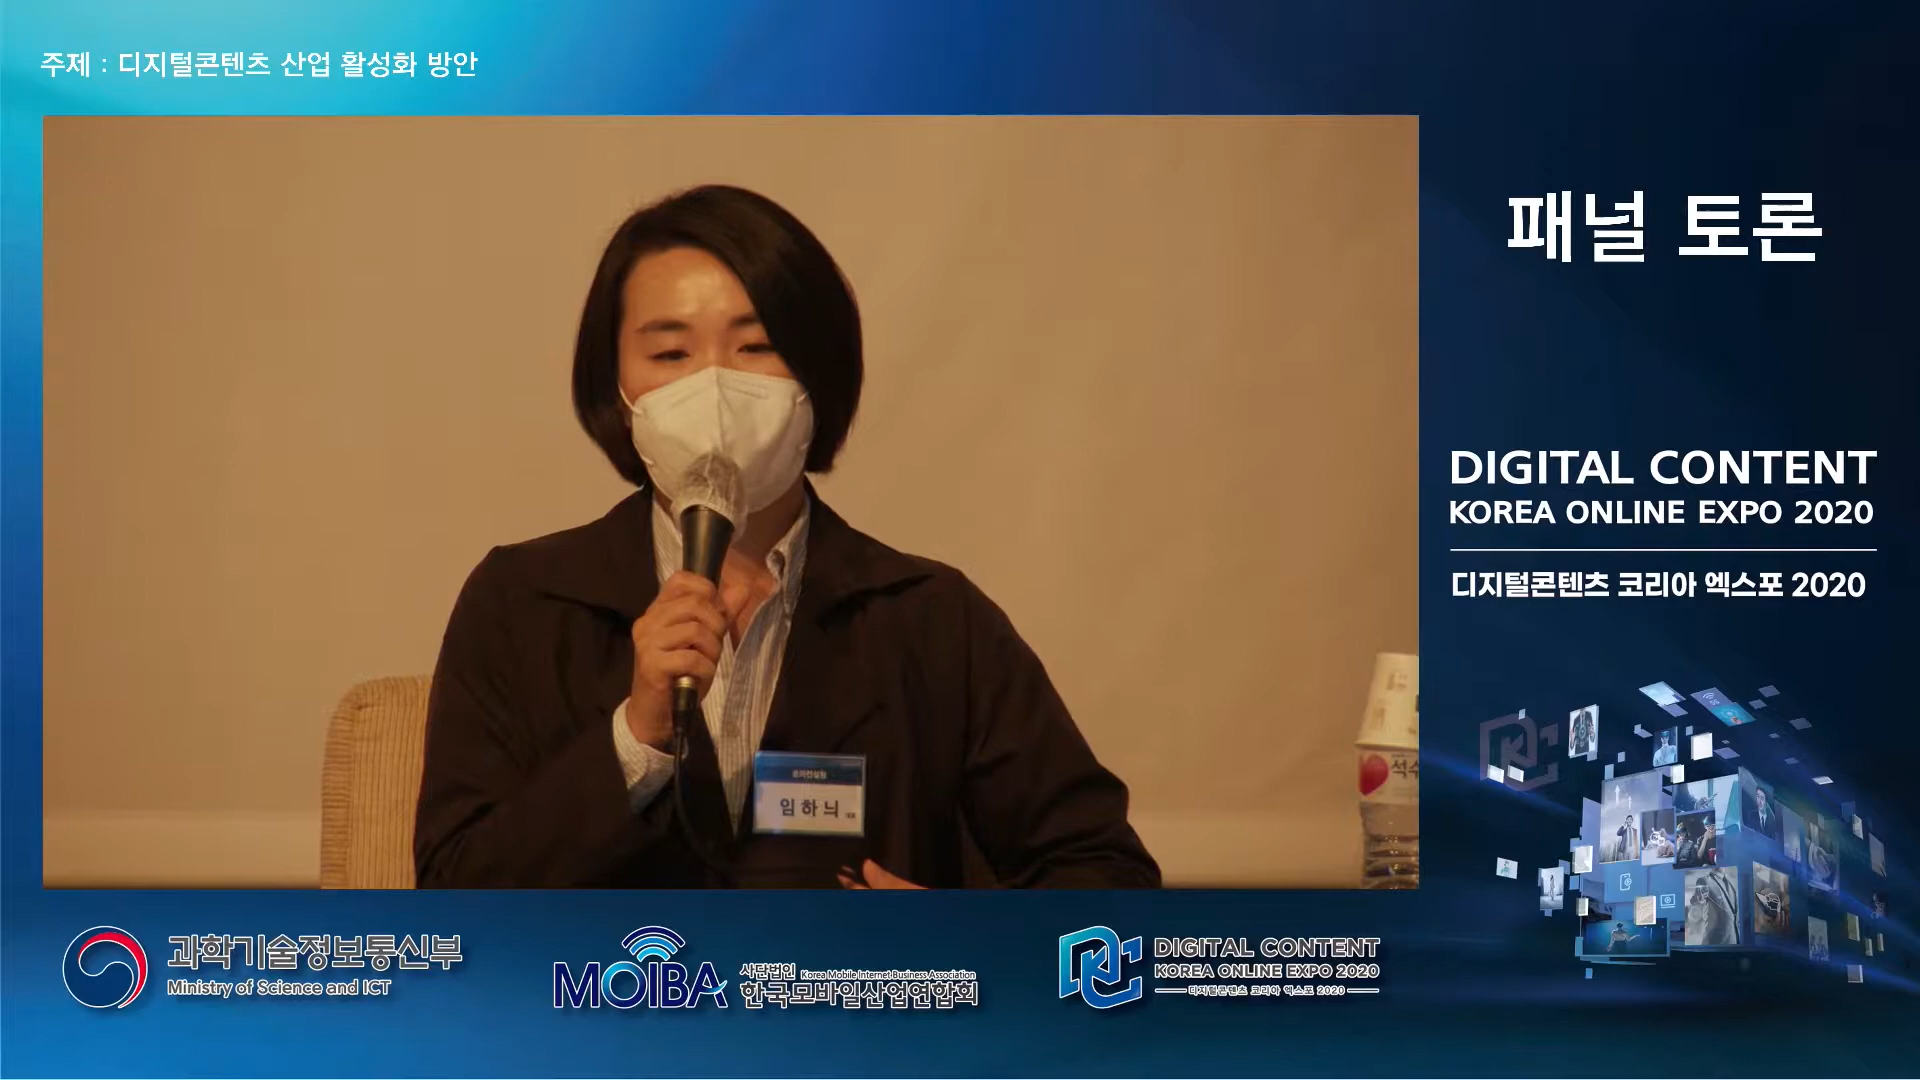 주제 : 디지털콘텐츠 산업 활성화 방안
패널 토론
DIGITAL CONTENT
KOREA ONLINE EXPO 2020
디지털콘텐츠 코리아 엑스포 2020
임하늬
석수
과학기술정보통신부
Ministry of Science and ICT
MOIBA
사단법인 Korea Mobile Internet Business Association
한국모바일산업연합회
DIGITAL CONTENT
KOREA ONLINE EXPO 2020
디지털콘텐츠 코리아 엑스포 2020